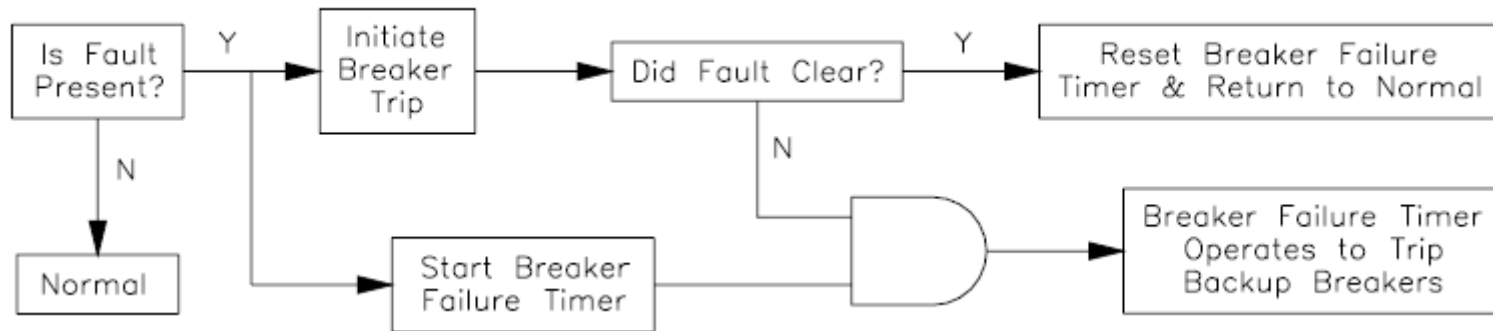 Is Fault
Present?
Y
Initiate
Breaker
Trip
Did Fault Clear?
Y
Reset Breaker Failure
Timer & Return to Normal
N
N
Normal
Start Breaker
Failure Timer
Breaker Failure Timer
Operates to Trip
Backup Breakers